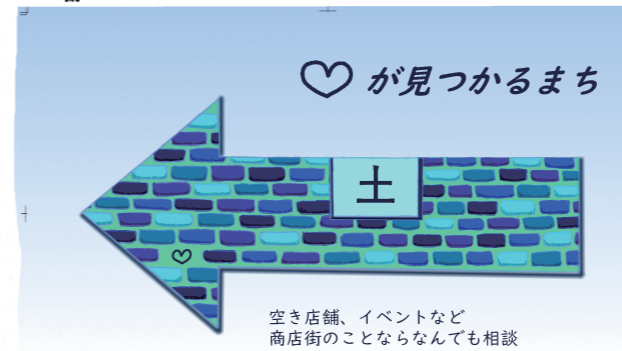 ♡が見つかるまち
土
空き店舗、イベントなど
商店街のことならなんでも相談